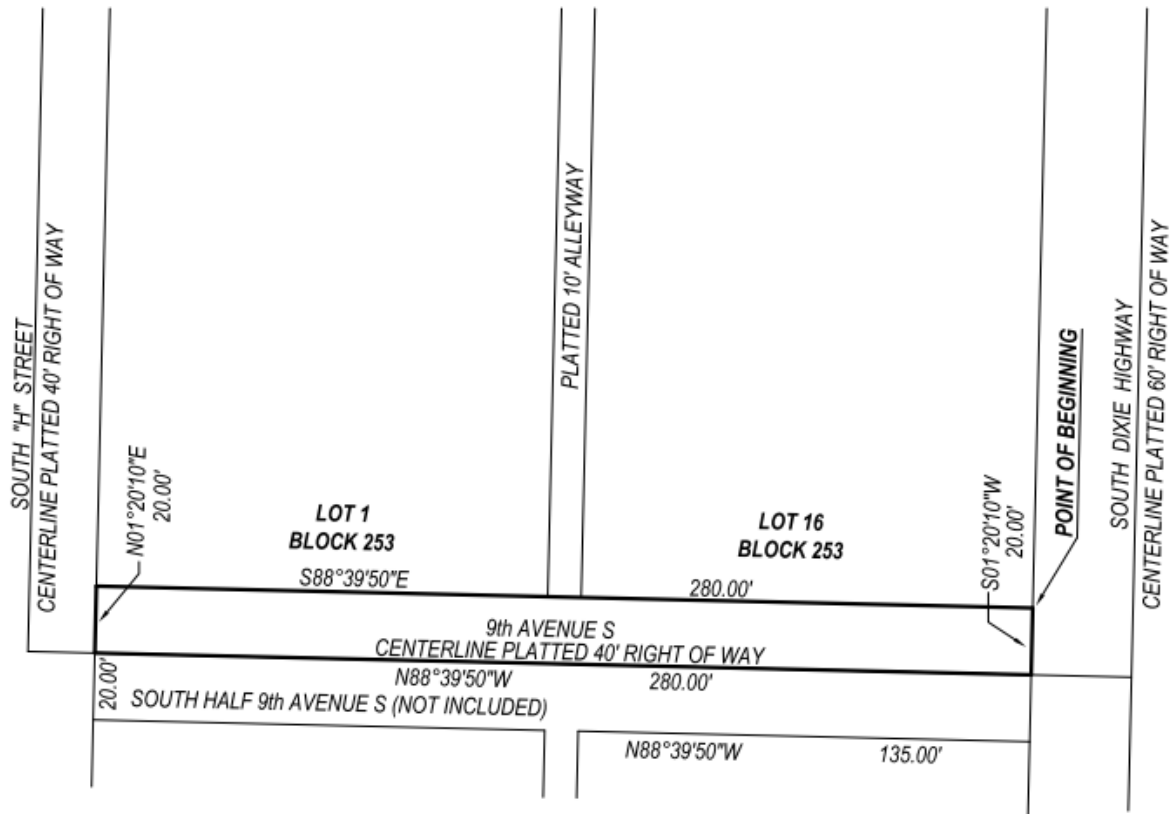 SOUTH "H" STREET
CENTERLINE PLATTED 40' RIGHT OF WAY
N01°20'10"E
20.00'
LOT 1
BLOCK 253
S88°39'50"E
PLATTED 10' ALLEYWAY
LOT 16
BLOCK 253
280.00'
S01°20'10"W
20.00'
POINT OF BEGINNING
SOUTH DIXIE HIGHWAY
CENTERLINE PLATTED 60' RIGHT OF WAY
9th AVENUE S
CENTERLINE PLATTED 40' RIGHT OF WAY
N88°39'50"W
280.00'
20.00'
SOUTH HALF 9th AVENUE S (NOT INCLUDED)
N88°39'50"W
135.00'